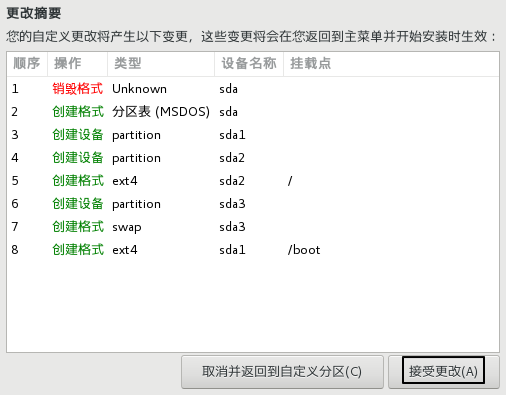 更改摘要
您的自定义更改将产生以下变更，这些变更将会在您返回到主菜单并开始安装时生效：
顺序 操作 类型 设备名称 挂载点
1 销毁格式 Unknown sda
2 创建格式 分区表 (MSDOS) sda
3 创建设备 partition sda1
4 创建设备 partition sda2
5 创建格式 ext4 sda2 /
6 创建设备 partition sda3
7 创建格式 swap sda3
8 创建格式 ext4 sda1 /boot
取消并返回到自定义分区(C) 接受更改(A)